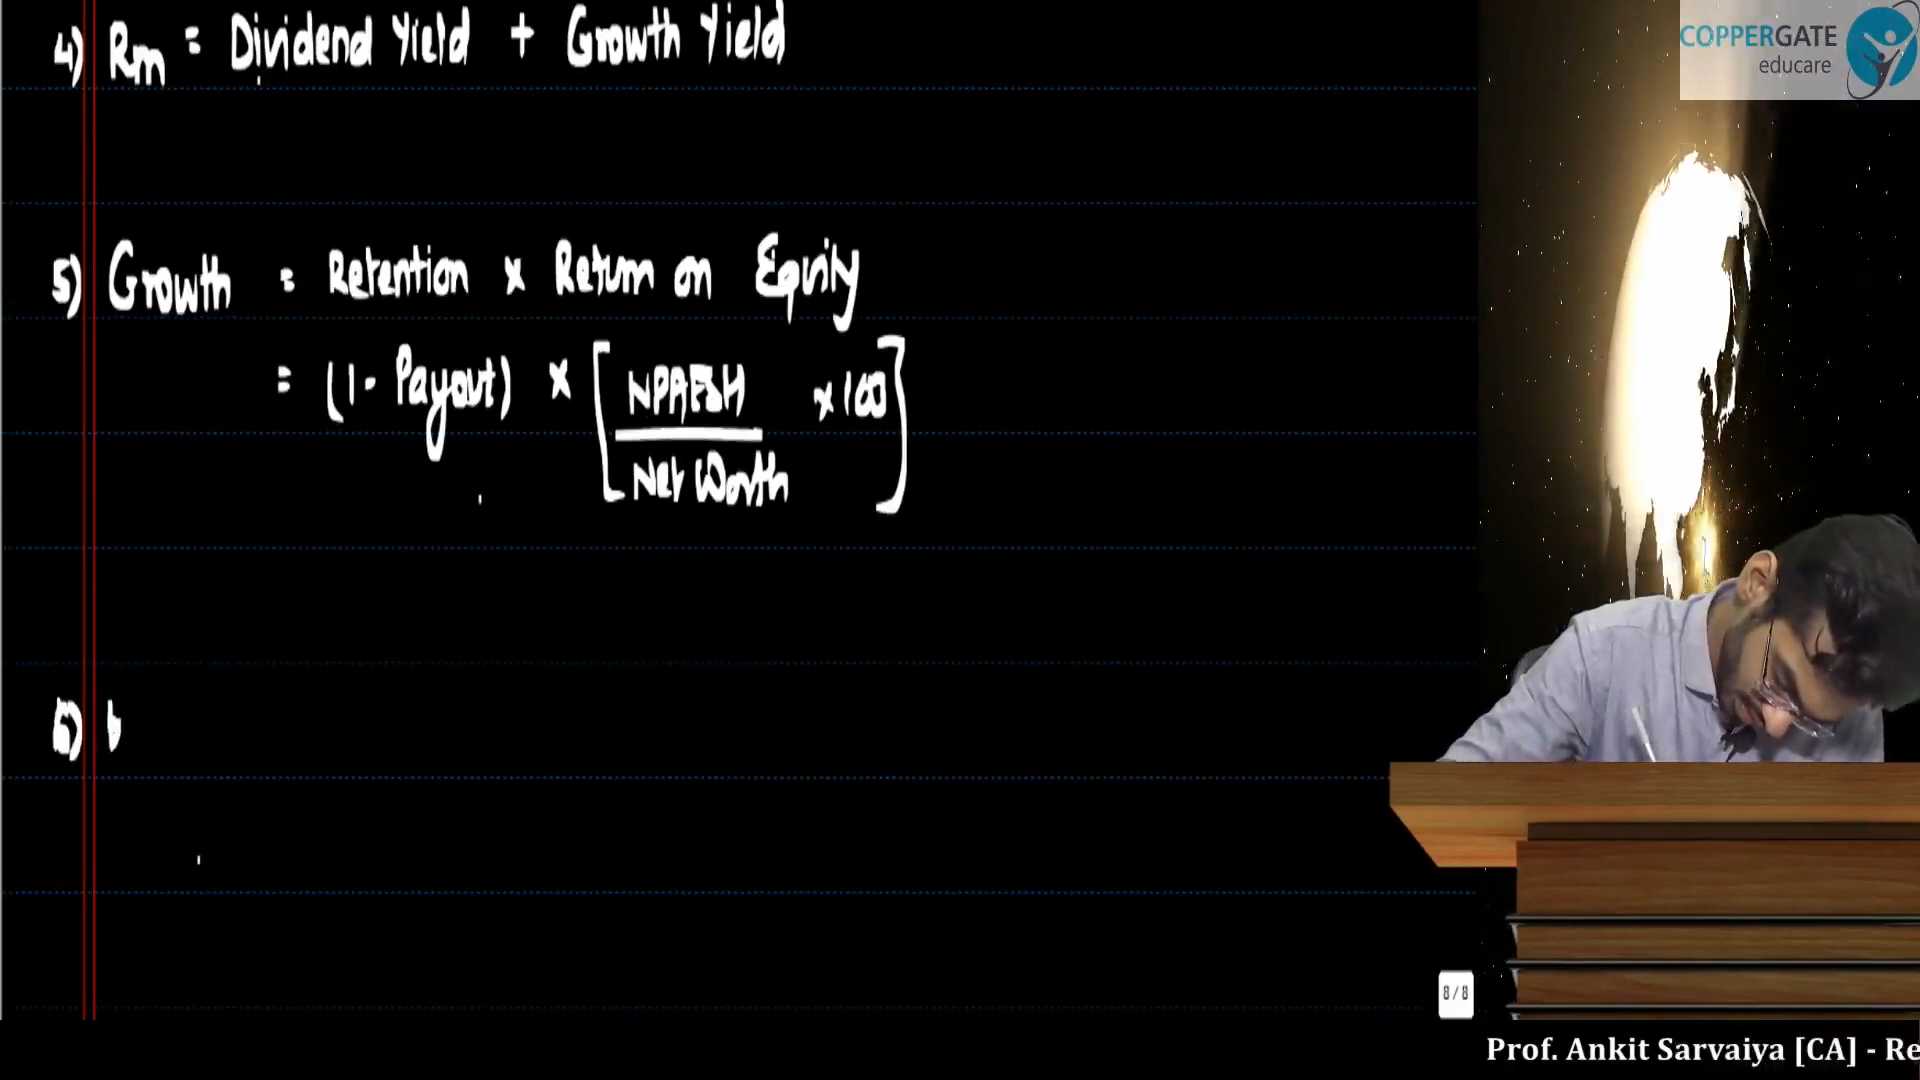 COPPERGATE
educare
4) Rm = Dividend Yield + Growth Yield
5) Growth = Retention x Return on Equity
= (1 - Payout) x [NPAESH / Net Worth x 100]
6)
8/8
Prof. Ankit Sarvaiya [CA] - Re